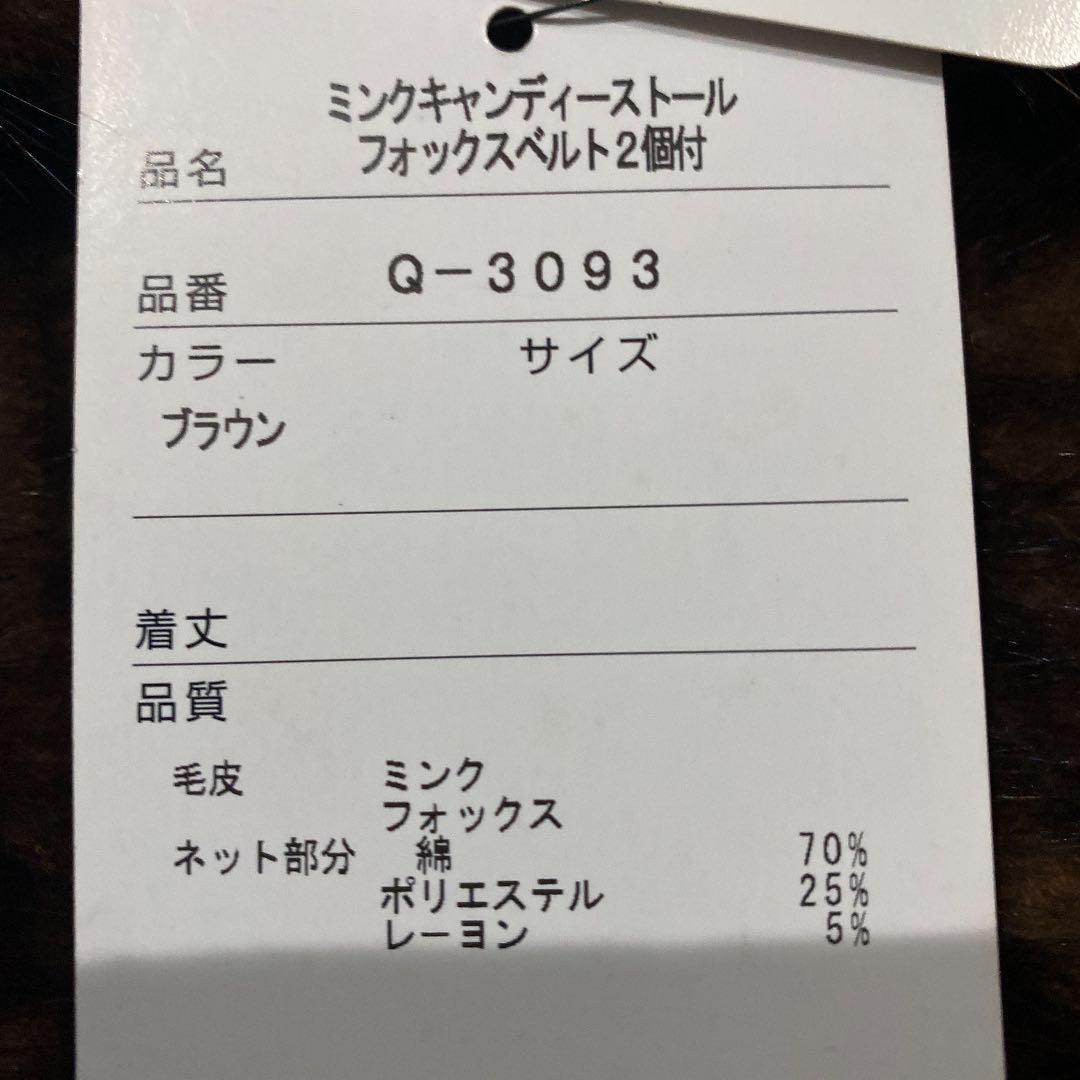 ミンクキャンディーストール
品名 フォックスベルト2個付
品番 Q-3093
カラー サイズ
ブラウン
着丈
品質
毛皮 ミンク
フォックス
ネット部分 綿 70%
ポリエステル 25%
レーヨン 5%